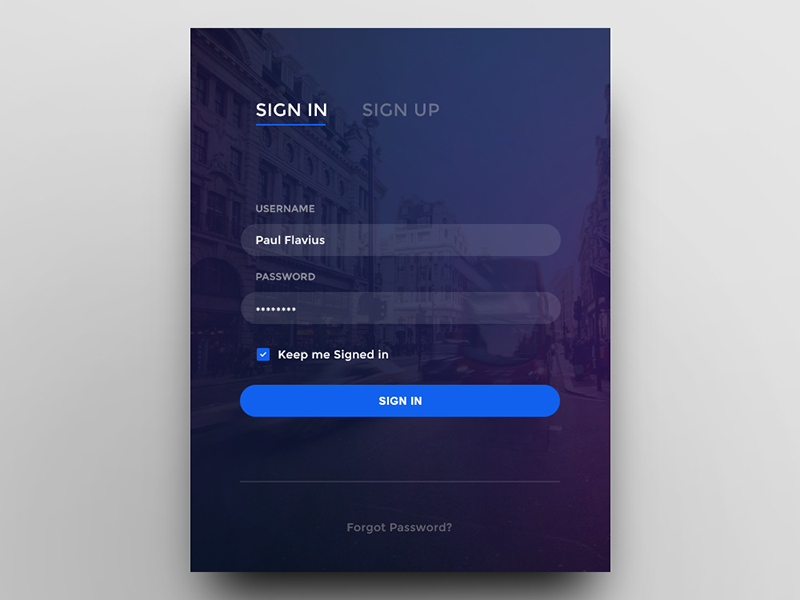 SIGN IN SIGN UP
USERNAME
Paul Flavius
PASSWORD
********
Keep me Signed in
SIGN IN
Forgot Password?